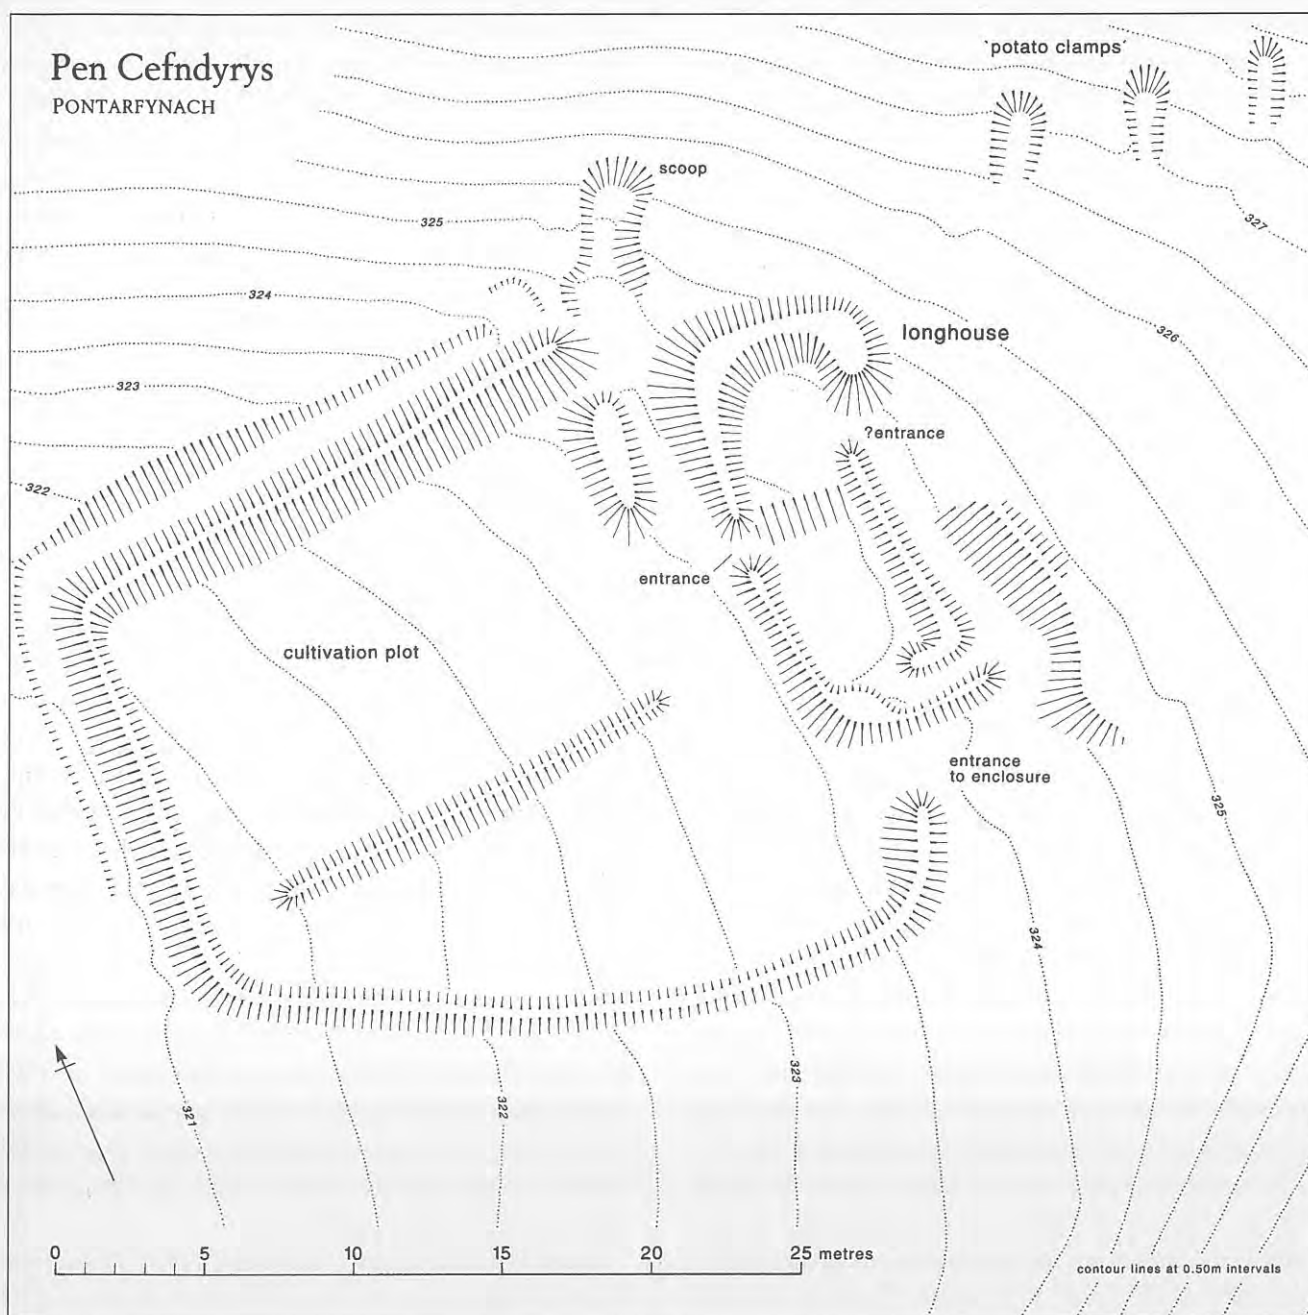 Pen Cefndyrys
PONTARFYNACH
'potato clamps'
scoop
327
325
324
326
longhouse
323
?entrance
322
entrance
cultivation plot
entrance
to enclosure
325
324
323
322
321
0 5 10 15 20 25 metres
contour lines at 0.50m intervals